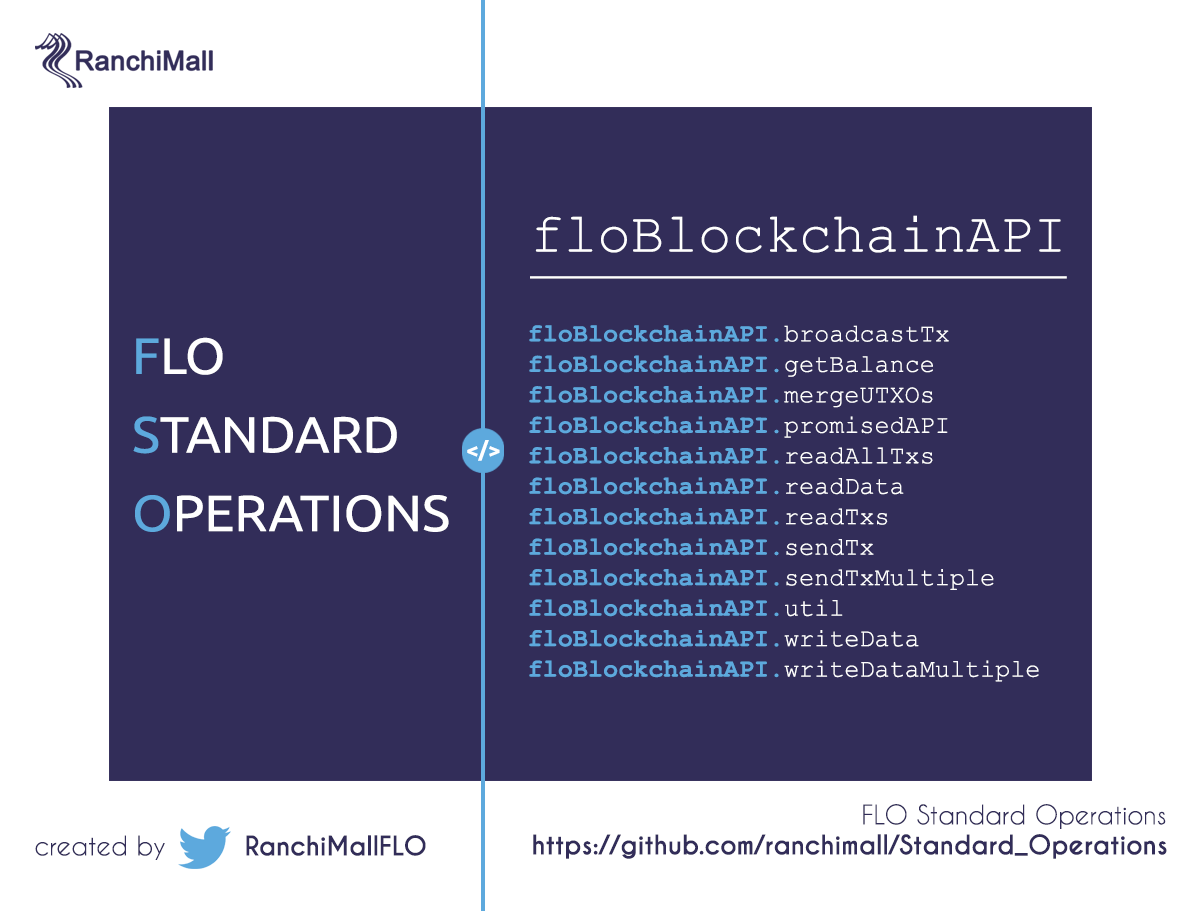 RanchiMall
FLO
STANDARD
OPERATIONS
</>
floBlockchainAPI
floBlockchainAPI.broadcastTx
floBlockchainAPI.getBalance
floBlockchainAPI.mergeUTXOs
floBlockchainAPI.promisedAPI
floBlockchainAPI.readAllTxs
floBlockchainAPI.readData
floBlockchainAPI.readTxs
floBlockchainAPI.sendTx
floBlockchainAPI.sendTxMultiple
floBlockchainAPI.util
floBlockchainAPI.writeData
floBlockchainAPI.writeDataMultiple
created by RanchiMallFLO
FLO Standard Operations
https://github.com/ranchimall/Standard_Operations